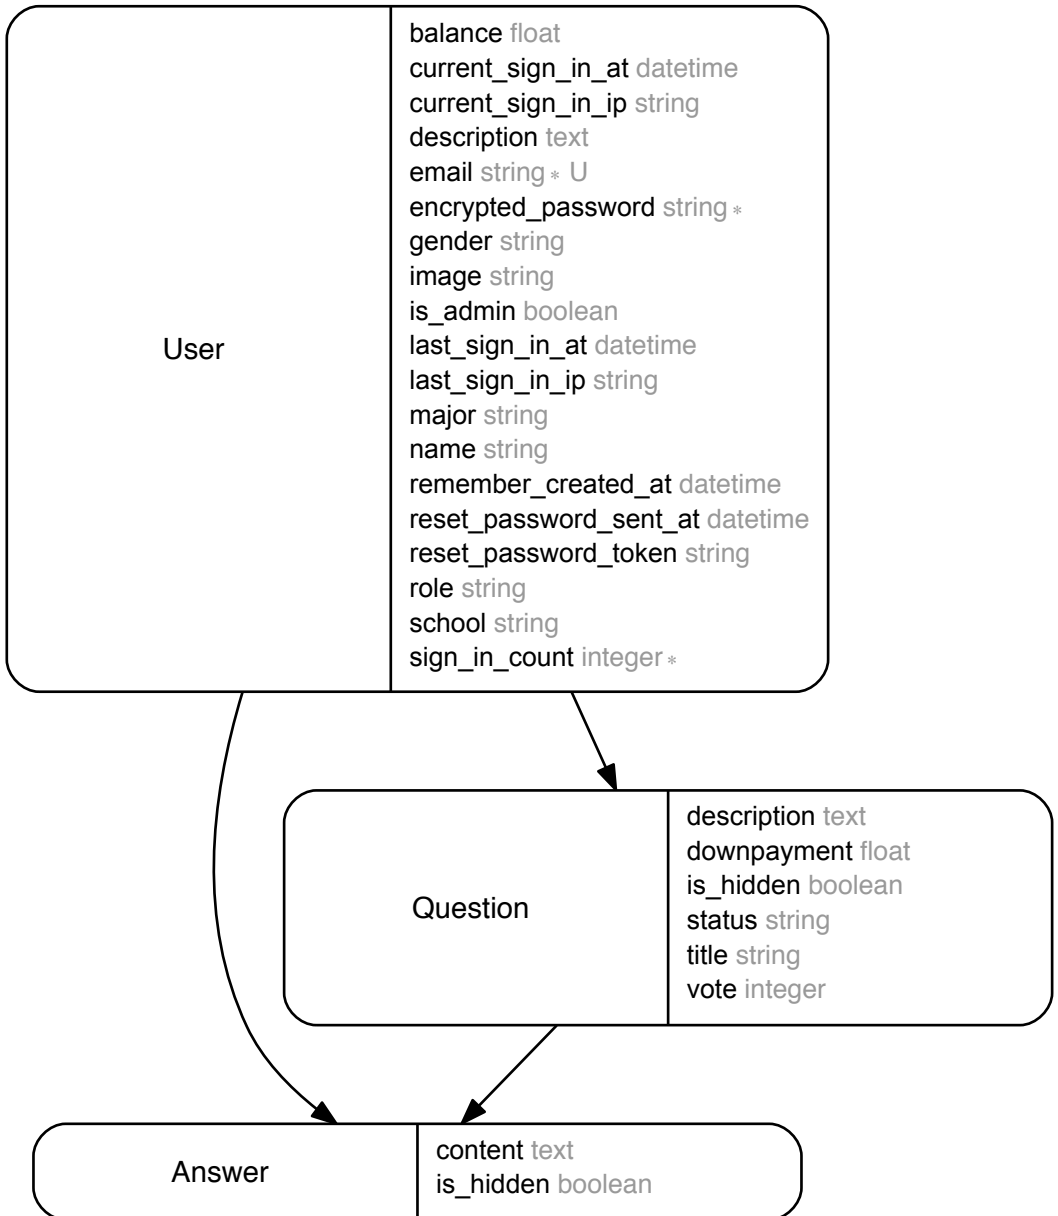 User
balance float
current_sign_in_at datetime
current_sign_in_ip string
description text
email string * U
encrypted_password string *
gender string
image string
is_admin boolean
last_sign_in_at datetime
last_sign_in_ip string
major string
name string
remember_created_at datetime
reset_password_sent_at datetime
reset_password_token string
role string
school string
sign_in_count integer *
Question
description text
downpayment float
is_hidden boolean
status string
title string
vote integer
Answer
content text
is_hidden boolean